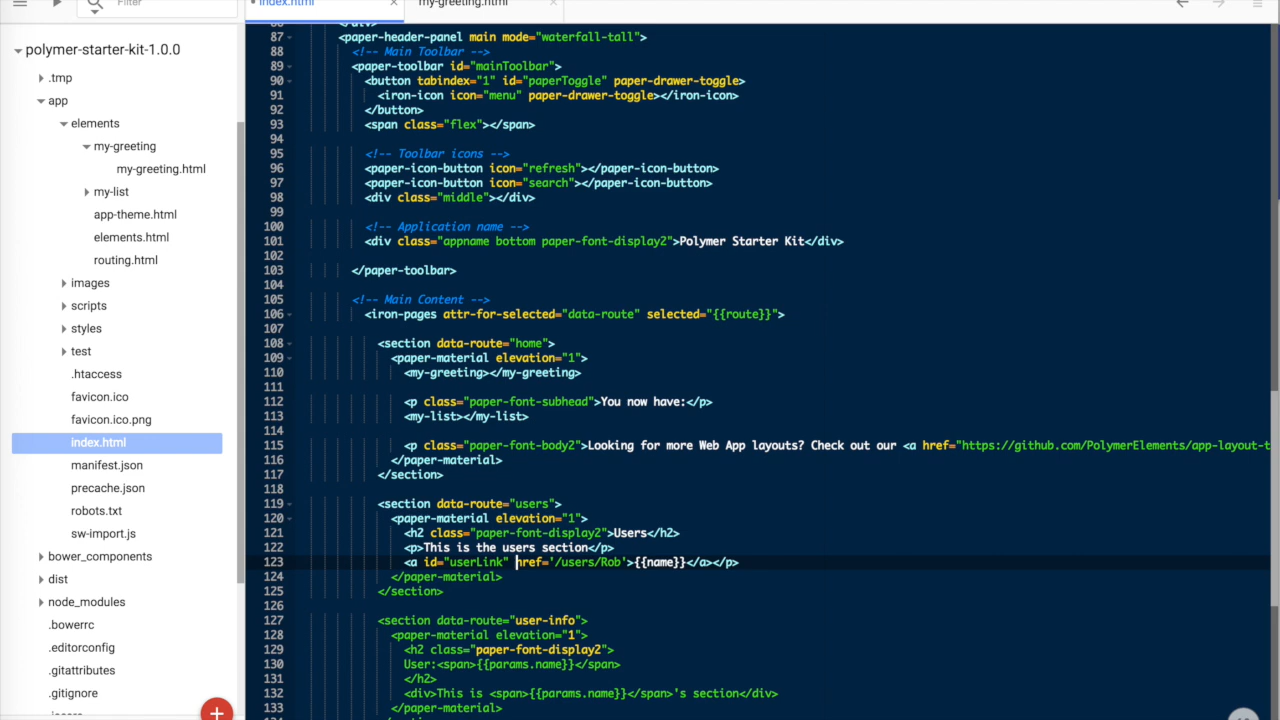 Filter
index.html
my-greeting.html
polymer-starter-kit-1.0.0
.tmp
app
elements
my-greeting
my-greeting.html
my-list
app-theme.html
elements.html
routing.html
images
scripts
styles
test
.htaccess
favicon.ico
favicon.ico.png
index.html
manifest.json
precache.json
robots.txt
sw-import.js
bower_components
dist
node_modules
.bowerrc
.editorconfig
.gitattributes
.gitignore
87 <paper-header-panel main mode="waterfall-tall">
88 <!-- Main Toolbar -->
89 <paper-toolbar id="mainToolbar">
90 <button tabindex="1" id="paperToggle" paper-drawer-toggle>
91 <iron-icon icon="menu" paper-drawer-toggle></iron-icon>
92 </button>
93 <span class="flex"></span>
94
95 <!-- Toolbar icons -->
96 <paper-icon-button icon="refresh"></paper-icon-button>
97 <paper-icon-button icon="search"></paper-icon-button>
98 <div class="middle"></div>
99
100 <!-- Application name -->
101 <div class="appname bottom paper-font-display2">Polymer Starter Kit</div>
102
103 </paper-toolbar>
104
105 <!-- Main Content -->
106 <iron-pages attr-for-selected="data-route" selected="{{route}}">
107
108 <section data-route="home">
109 <paper-material elevation="1">
110 <my-greeting></my-greeting>
111
112 <p class="paper-font-subhead">You now have:</p>
113 <my-list></my-list>
114
115 <p class="paper-font-body2">Looking for more Web App layouts? Check out our <a href="https://github.com/PolymerElements/app-layout-t
116 </paper-material>
117 </section>
118
119 <section data-route="users">
120 <paper-material elevation="1">
121 <h2 class="paper-font-display2">Users</h2>
122 <p>This is the users section</p>
123 <a id="userLink" href='/users/Rob'>{{name}}</a></p>
124 </paper-material>
125 </section>
126
127 <section data-route="user-info">
128 <paper-material elevation="1">
129 <h2 class="paper-font-display2">
130 User:<span>{{params.name}}</span>
131 </h2>
132 <div>This is <span>{{params.name}}</span>'s section</div>
133 </paper-material>